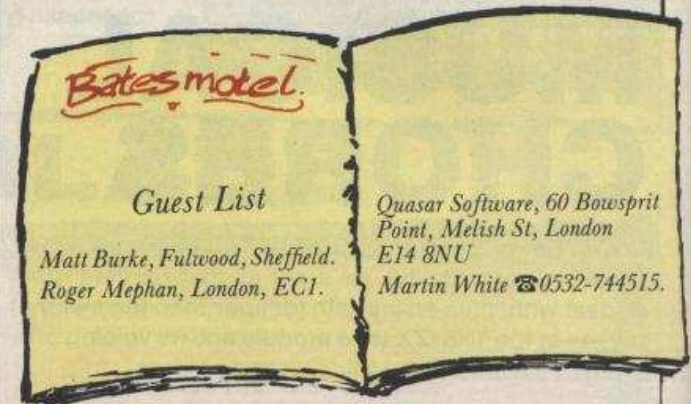 Bates motel.
Guest List
Matt Burke, Fulwood, Sheffield.
Roger Mephan, London, EC1.
Quasar Software, 60 Bowsprit
Point, Melish St, London
E14 8NU
Martin White ☎0532-744515.